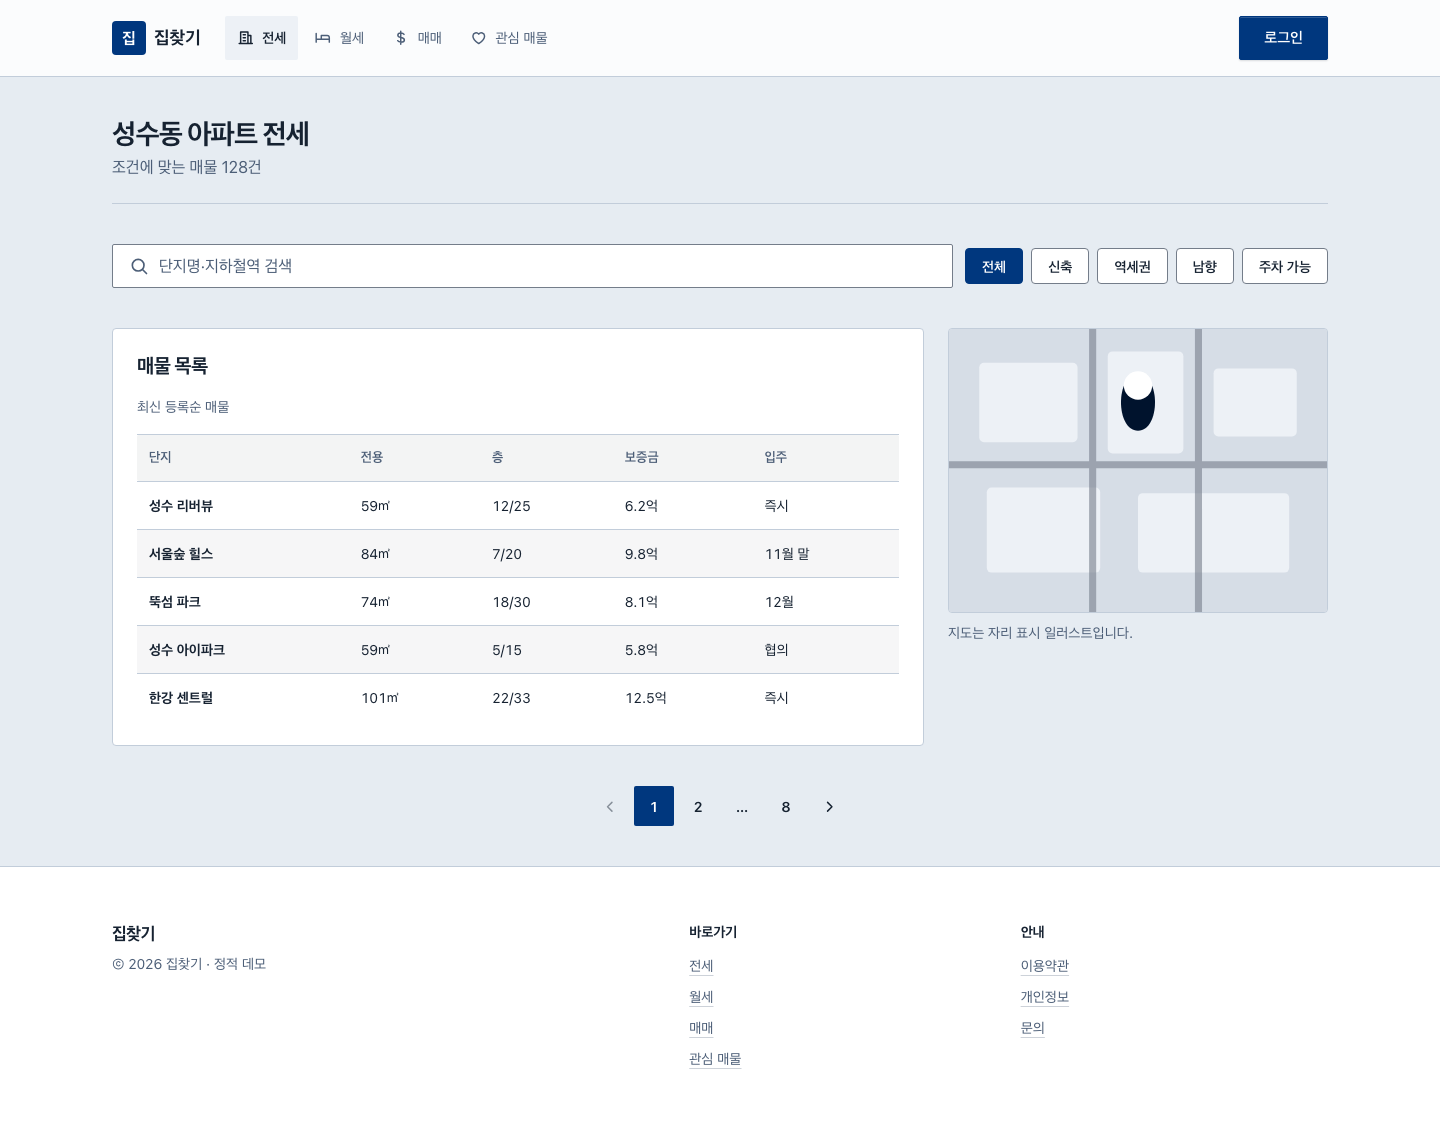 집 집찾기 전세 월세 매매 관심 매물 로그인
성수동 아파트 전세
조건에 맞는 매물 128건
단지명·지하철역 검색 전체 신축 역세권 남향 주차 가능
매물 목록
최신 등록순 매물
단지 전용 층 보증금 입주
성수 리버뷰 59㎡ 12/25 6.2억 즉시
서울숲 힐스 84㎡ 7/20 9.8억 11월 말
뚝섬 파크 74㎡ 18/30 8.1억 12월
성수 아이파크 59㎡ 5/15 5.8억 협의
한강 센트럴 101㎡ 22/33 12.5억 즉시
지도는 자리 표시 일러스트입니다.
1 2 ... 8
집찾기
© 2026 집찾기 · 정적 데모
바로가기
전세
월세
매매
관심 매물
안내
이용약관
개인정보
문의